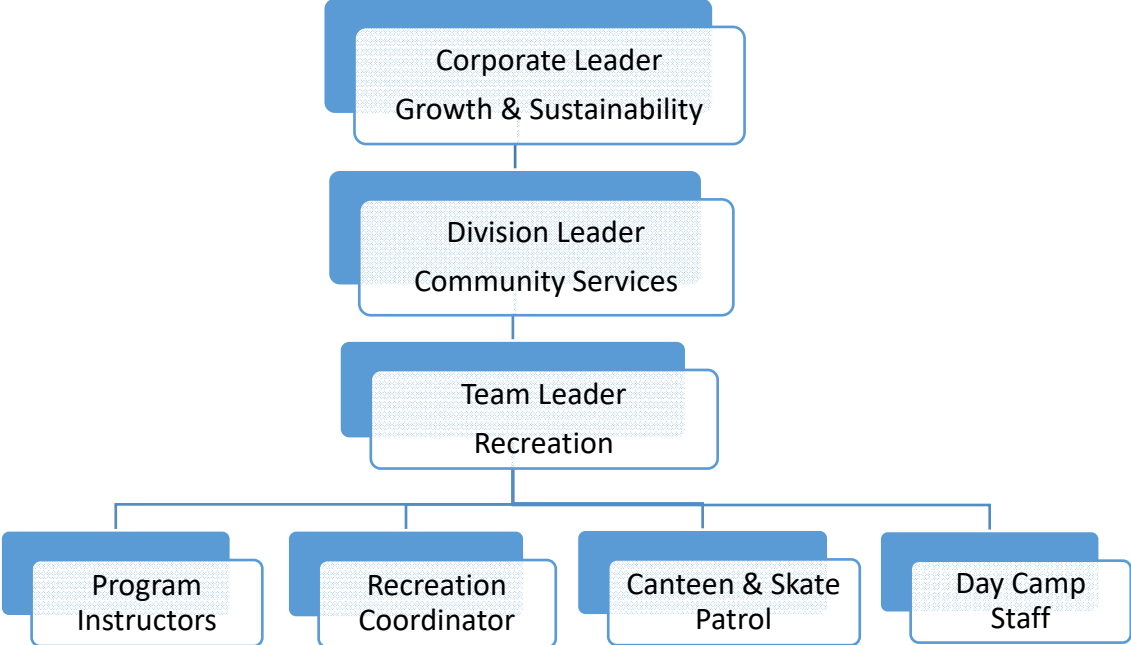 Corporate Leader
Growth & Sustainability
Division Leader
Community Services
Team Leader
Recreation
Program
Instructors
Recreation
Coordinator
Canteen & Skate
Patrol
Day Camp
Staff